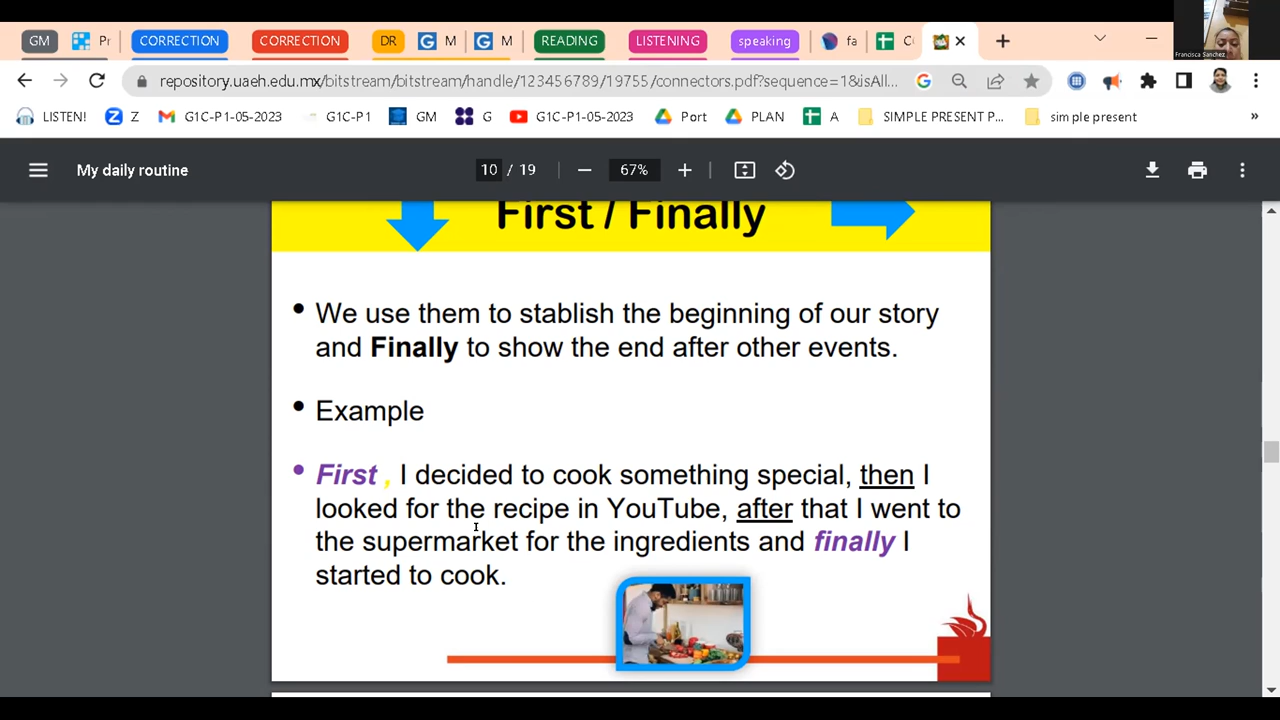 Francisca Sanchez
GM Pr CORRECTION CORRECTION DR M M READING LISTENING speaking fa
repository.uaeh.edu.mx/bitstream/bitstream/handle/123456789/19755/connectors.pdf?sequence=1&isAll...
LISTEN! Z G1C-P1-05-2023 G1C-P1 GM G G1C-P1-05-2023 Port PLAN A SIMPLE PRESENT P... simple present »
My daily routine 10 / 19 67%
First / Finally
• We use them to stablish the beginning of our story
and Finally to show the end after other events.
• Example
• First , I decided to cook something special, then I
looked for the recipe in YouTube, after that I went to
the supermarket for the ingredients and finally I
started to cook.